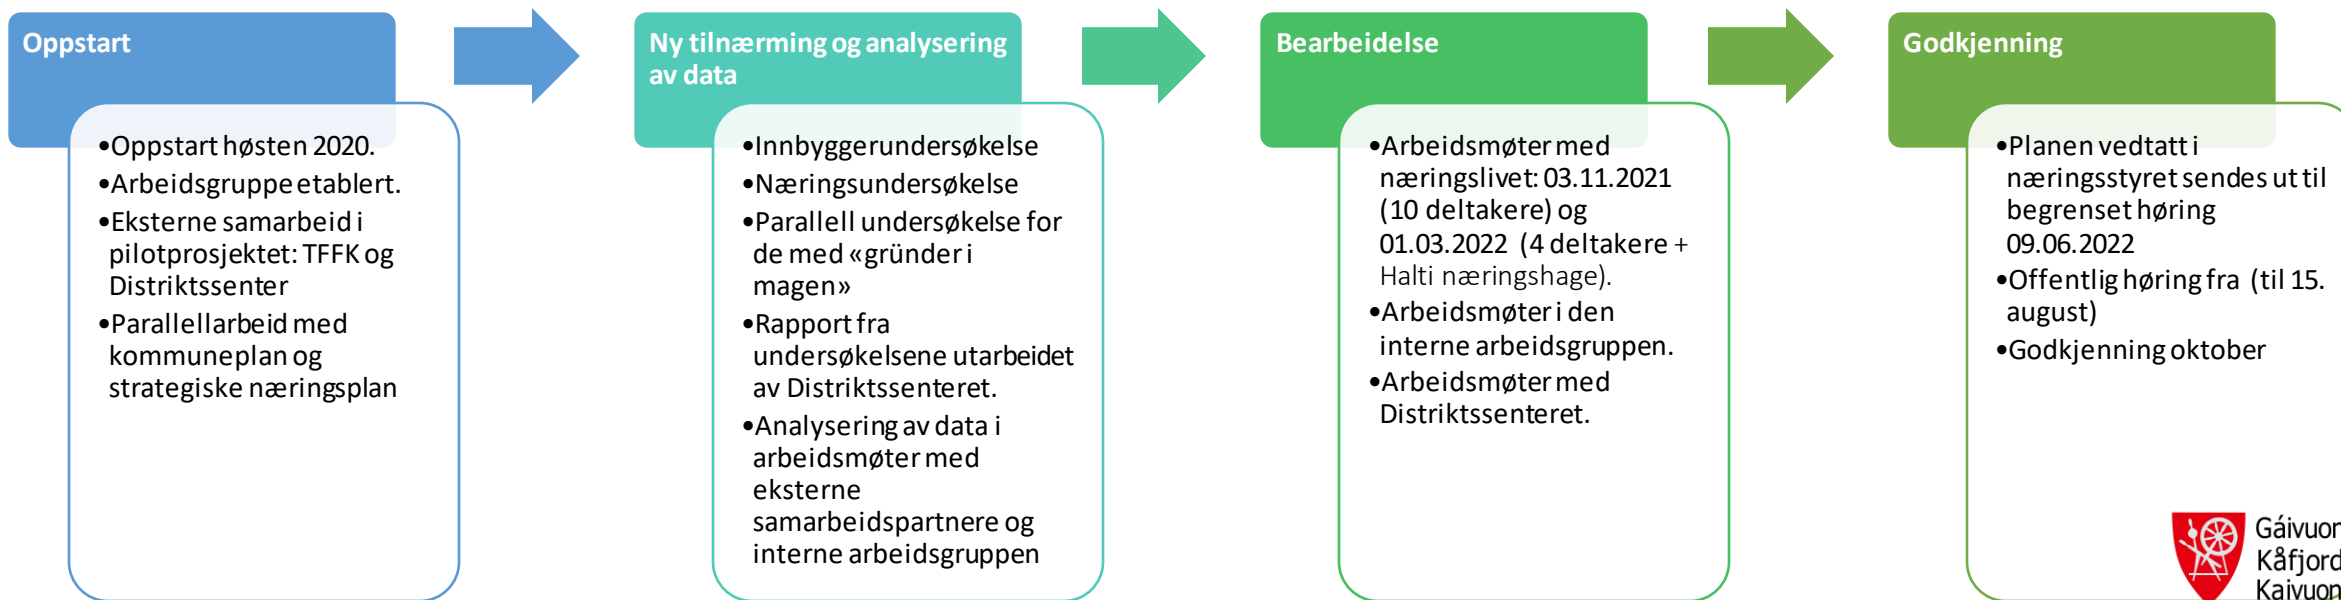 Oppstart
•Oppstart høsten 2020.
•Arbeidsgruppe etablert.
•Eksterne samarbeid i
pilotprosjektet: TFFK og
Distriktssenter
•Parallellarbeid med
kommuneplan og
strategiske næringsplan
Ny tilnærming og analysering
av data
•Innbyggerundersøkelse
•Næringsundersøkelse
•Parallell undersøkelse for
de med «gründer i
magen»
•Rapport fra
undersøkelsene utarbeidet
av Distriktssenteret.
•Analysering av data i
arbeidsmøter med
eksterne
samarbeidspartnere og
interne arbeidsgruppen
Bearbeidelse
•Arbeidsmøter med
næringslivet: 03.11.2021
(10 deltakere) og
01.03.2022 (4 deltakere +
Halti næringshage).
•Arbeidsmøter i den
interne arbeidsgruppen.
•Arbeidsmøter med
Distriktssenteret.
Godkjenning
•Planen vedtatt i
næringsstyret sendes ut til
begrenset høring
09.06.2022
•Offentlig høring fra (til 15.
august)
•Godkjenning oktober
Gáivuon
Kåfjord
Kaivuon